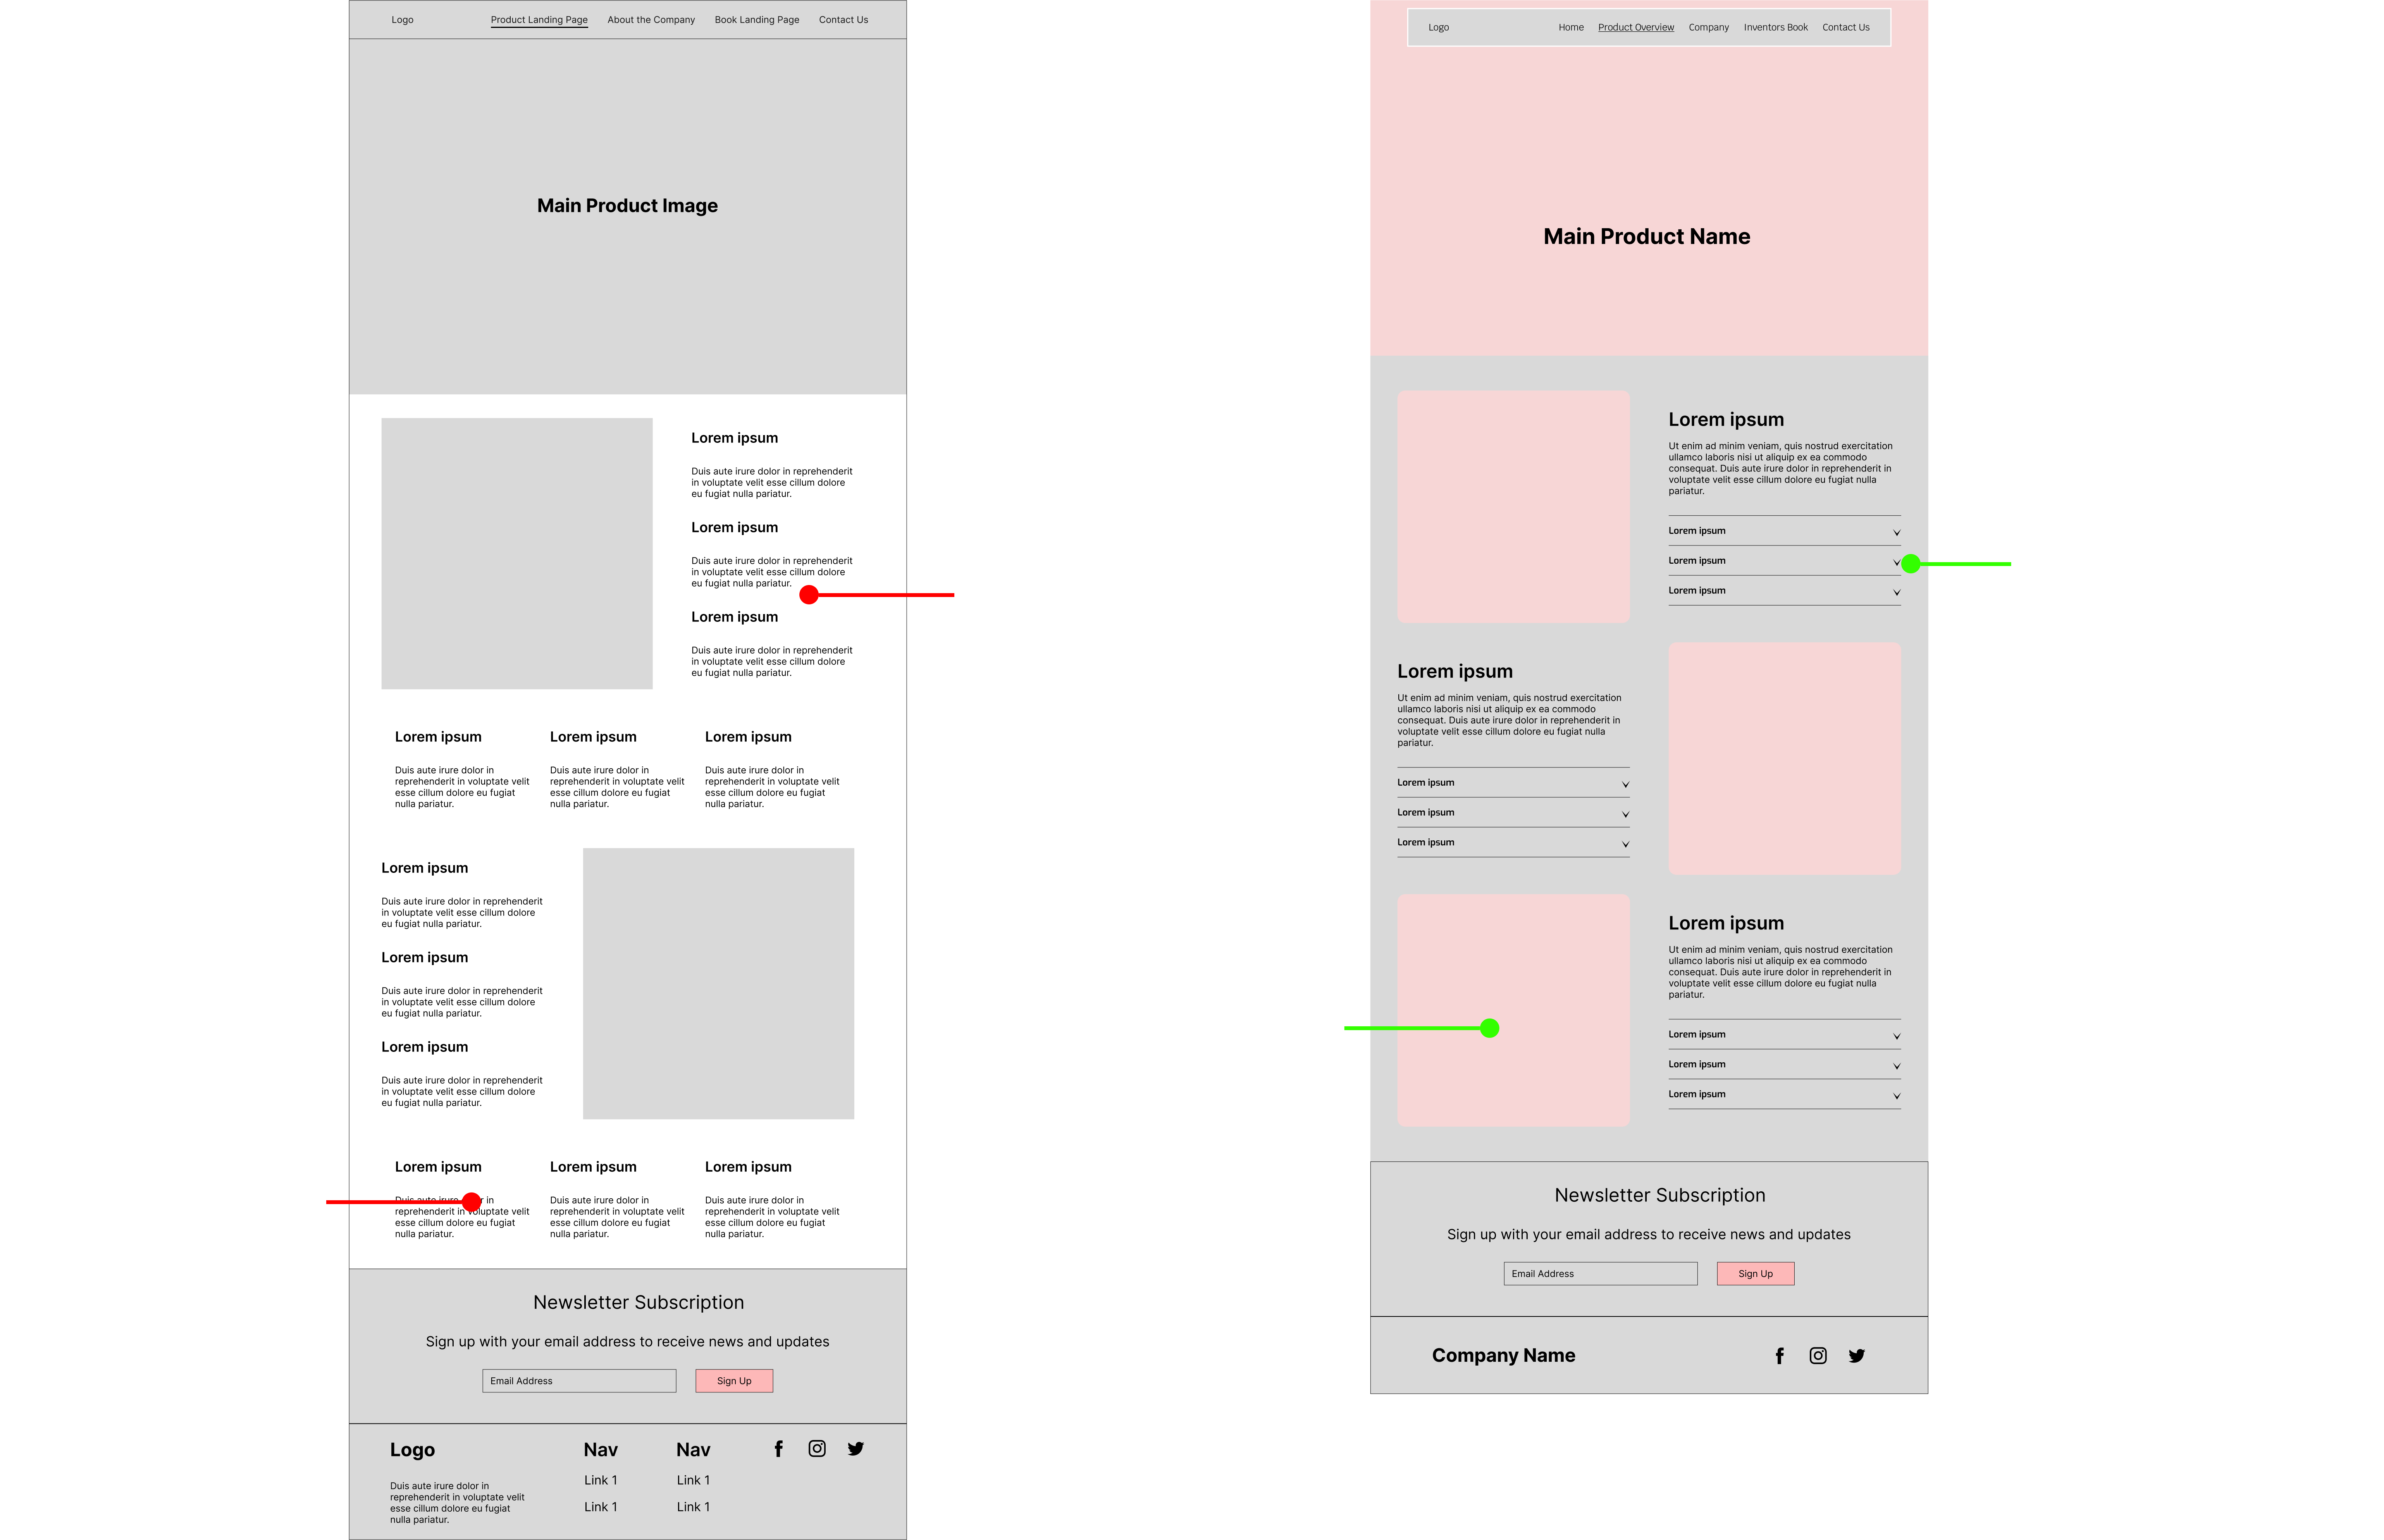 Logo
Product Landing Page
About the Company
Book Landing Page
Contact Us
Main Product Image
Lorem ipsum
Duis aute irure dolor in reprehenderit
in voluptate velit esse cillum dolore
eu fugiat nulla pariatur.
Lorem ipsum
Duis aute irure dolor in reprehenderit
in voluptate velit esse cillum dolore
eu fugiat nulla pariatur.
Lorem ipsum
Duis aute irure dolor in reprehenderit
in voluptate velit esse cillum dolore
eu fugiat nulla pariatur.
Lorem ipsum
Duis aute irure dolor in
reprehenderit in voluptate velit
esse cillum dolore eu fugiat
nulla pariatur.
Lorem ipsum
Duis aute irure dolor in
reprehenderit in voluptate velit
esse cillum dolore eu fugiat
nulla pariatur.
Lorem ipsum
Duis aute irure dolor in
reprehenderit in voluptate velit
esse cillum dolore eu fugiat
nulla pariatur.
Lorem ipsum
Duis aute irure dolor in reprehenderit
in voluptate velit esse cillum dolore
eu fugiat nulla pariatur.
Lorem ipsum
Duis aute irure dolor in reprehenderit
in voluptate velit esse cillum dolore
eu fugiat nulla pariatur.
Lorem ipsum
Duis aute irure dolor in reprehenderit
in voluptate velit esse cillum dolore
eu fugiat nulla pariatur.
Lorem ipsum
Duis aute irure dolor in
reprehenderit in voluptate velit
esse cillum dolore eu fugiat
nulla pariatur.
Lorem ipsum
Duis aute irure dolor in
reprehenderit in voluptate velit
esse cillum dolore eu fugiat
nulla pariatur.
Lorem ipsum
Duis aute irure dolor in
reprehenderit in voluptate velit
esse cillum dolore eu fugiat
nulla pariatur.
Newsletter Subscription
Sign up with your email address to receive news and updates
Email Address
Sign Up
Logo
Duis aute irure dolor in
reprehenderit in voluptate velit
esse cillum dolore eu fugiat
nulla pariatur.
Nav
Link 1
Link 1
Nav
Link 1
Link 1
Logo
Home
Product Overview
Company
Inventors Book
Contact Us
Main Product Name
Lorem ipsum
Ut enim ad minim veniam, quis nostrud exercitation
ullamco laboris nisi ut aliquip ex ea commodo
consequat. Duis aute irure dolor in reprehenderit in
voluptate velit esse cillum dolore eu fugiat nulla
pariatur.
Lorem ipsum
Lorem ipsum
Lorem ipsum
Lorem ipsum
Ut enim ad minim veniam, quis nostrud exercitation
ullamco laboris nisi ut aliquip ex ea commodo
consequat. Duis aute irure dolor in reprehenderit in
voluptate velit esse cillum dolore eu fugiat nulla
pariatur.
Lorem ipsum
Lorem ipsum
Lorem ipsum
Lorem ipsum
Ut enim ad minim veniam, quis nostrud exercitation
ullamco laboris nisi ut aliquip ex ea commodo
consequat. Duis aute irure dolor in reprehenderit in
voluptate velit esse cillum dolore eu fugiat nulla
pariatur.
Lorem ipsum
Lorem ipsum
Lorem ipsum
Newsletter Subscription
Sign up with your email address to receive news and updates
Email Address
Sign Up
Company Name